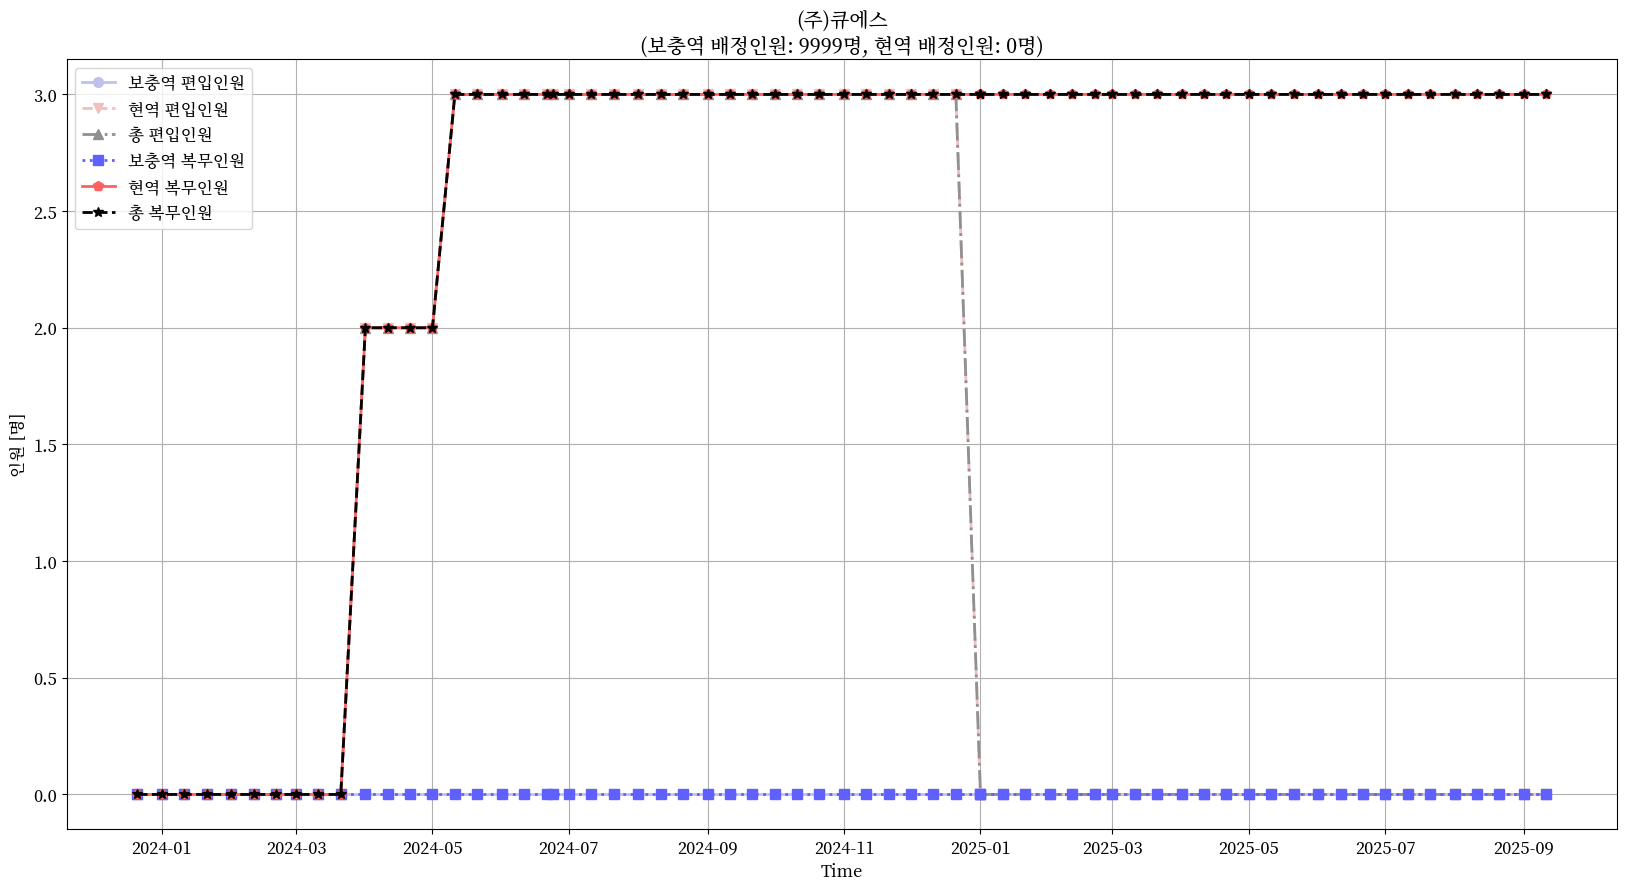 (주)큐에스
(보충역 배정인원: 9999명, 현역 배정인원: 0명)
보충역 편입인원
현역 편입인원
총 편입인원
보충역 복무인원
현역 복무인원
총 복무인원
3.0
2.5
2.0
1.5
1.0
0.5
0.0
인원 [명]
2024-01
2024-03
2024-05
2024-07
2024-09
2024-11
2025-01
2025-03
2025-05
2025-07
2025-09
Time